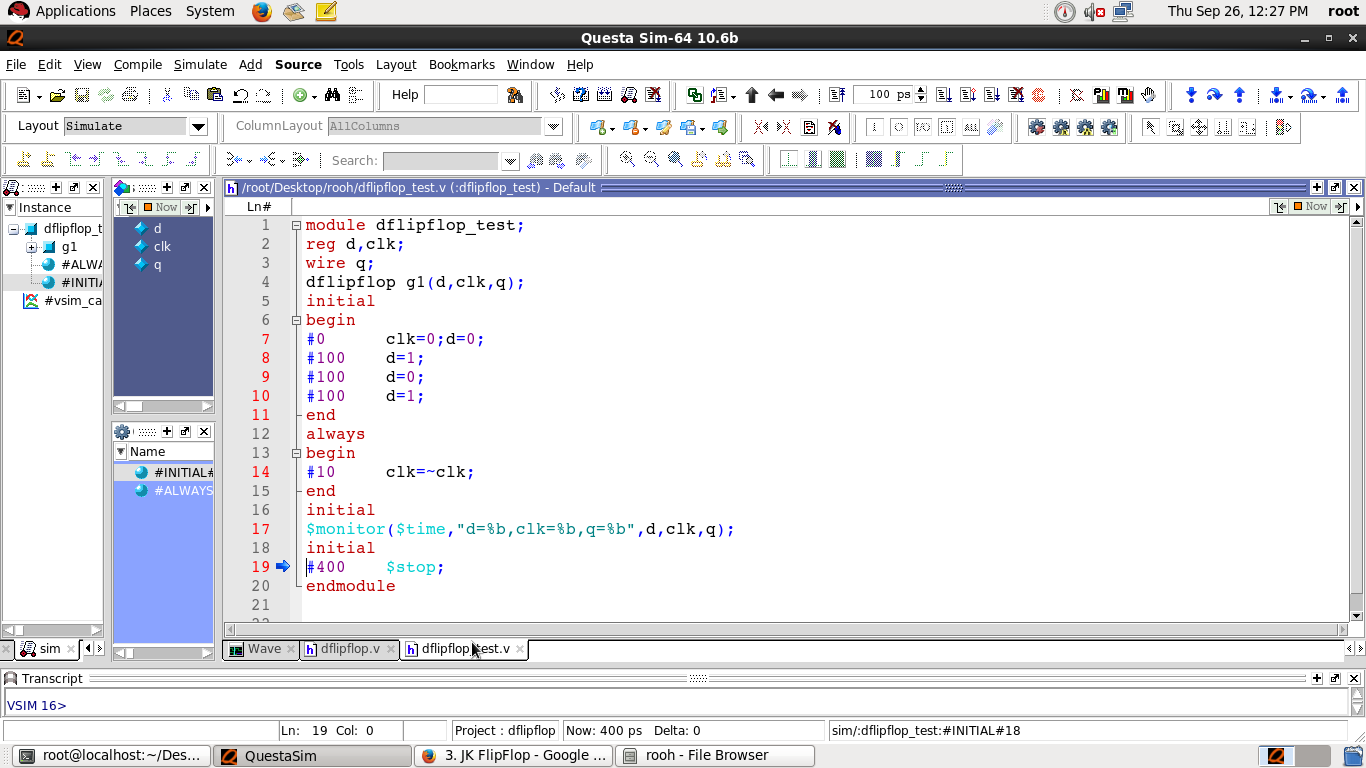 Applications Places System
Thu Sep 26, 12:27 PM root
Questa Sim-64 10.6b
File Edit View Compile Simulate Add Source Tools Layout Bookmarks Window Help
Help 100 ps
Layout Simulate ColumnLayout AllColumns
Search:
Now
/root/Desktop/rooh/dflipflop_test.v (:dflipflop_test) - Default
Instance
dflipflop_t
g1
#ALWA
#INITIA
#vsim_ca
d
clk
q
Name
#INITIAL#
#ALWAYS
Ln# Now
1 module dflipflop_test;
2 reg d,clk;
3 wire q;
4 dflipflop g1(d,clk,q);
5 initial
6 begin
7 #0 clk=0;d=0;
8 #100 d=1;
9 #100 d=0;
10 #100 d=1;
11 end
12 always
13 begin
14 #10 clk=~clk;
15 end
16 initial
17 $monitor($time,"d=%b,clk=%b,q=%b",d,clk,q);
18 initial
19 #400 $stop;
20 endmodule
21
sim Wave dflipflop.v dflipflop_test.v
Transcript
VSIM 16>
Ln: 19 Col: 0 Project : dflipflop Now: 400 ps Delta: 0 sim/:dflipflop_test:#INITIAL#18
root@localhost:~/Des... QuestaSim 3. JK FlipFlop - Google ... rooh - File Browser